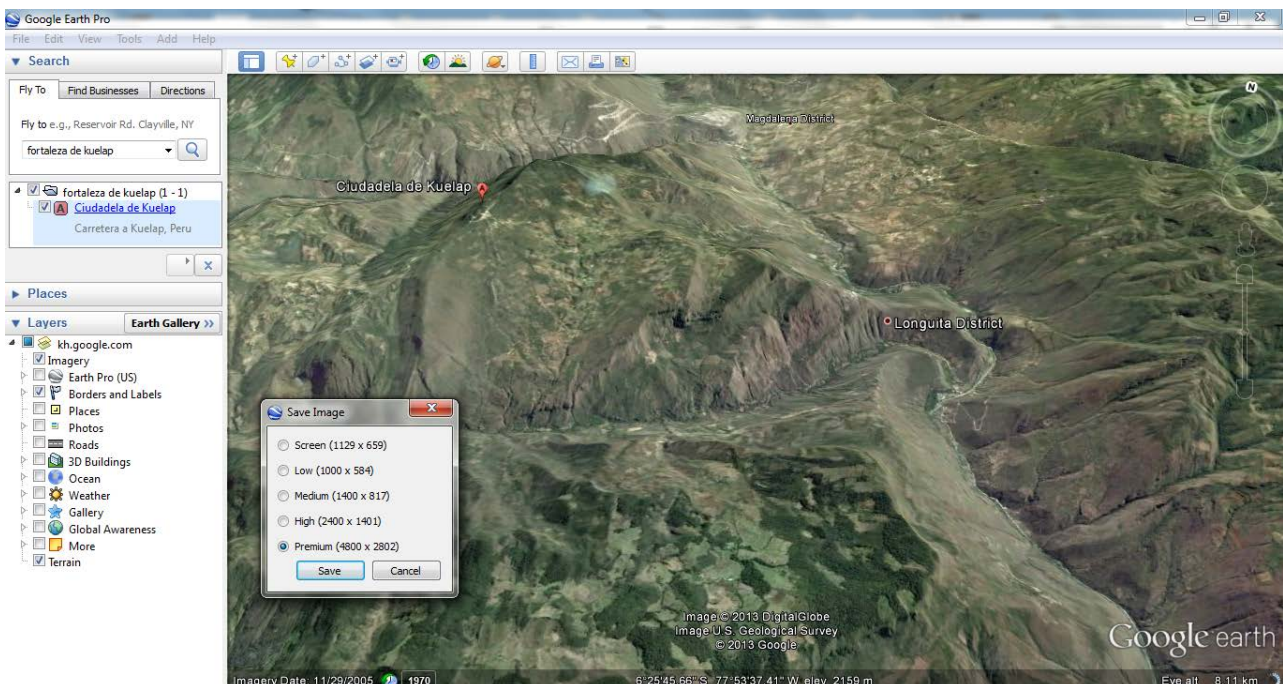 Google Earth Pro
File Edit View Tools Add Help
Search
Fly To Find Businesses Directions
Fly to e.g., Reservoir Rd. Clayville, NY
fortaleza de kuelap
fortaleza de kuelap (1 - 1)
A Ciudadela de Kuelap
Carretera a Kuelap, Peru
Places
Layers Earth Gallery >>
kh.google.com
Imagery
Earth Pro (US)
Borders and Labels
Places
Photos
Roads
3D Buildings
Ocean
Weather
Gallery
Global Awareness
More
Terrain
N
Magdalena District
Ciudadela de Kuelap A
Longuita District
Save Image
Screen (1129 x 659)
Low (1000 x 584)
Medium (1400 x 817)
High (2400 x 1401)
Premium (4800 x 2802)
Save Cancel
Image © 2013 DigitalGlobe
Image U.S. Geological Survey
© 2013 Google
Google earth
Imagery Date: 11/29/2005 1970 6°25'45.66" S 77°53'37.41" W elev 2159 m Eye alt 8.11 km